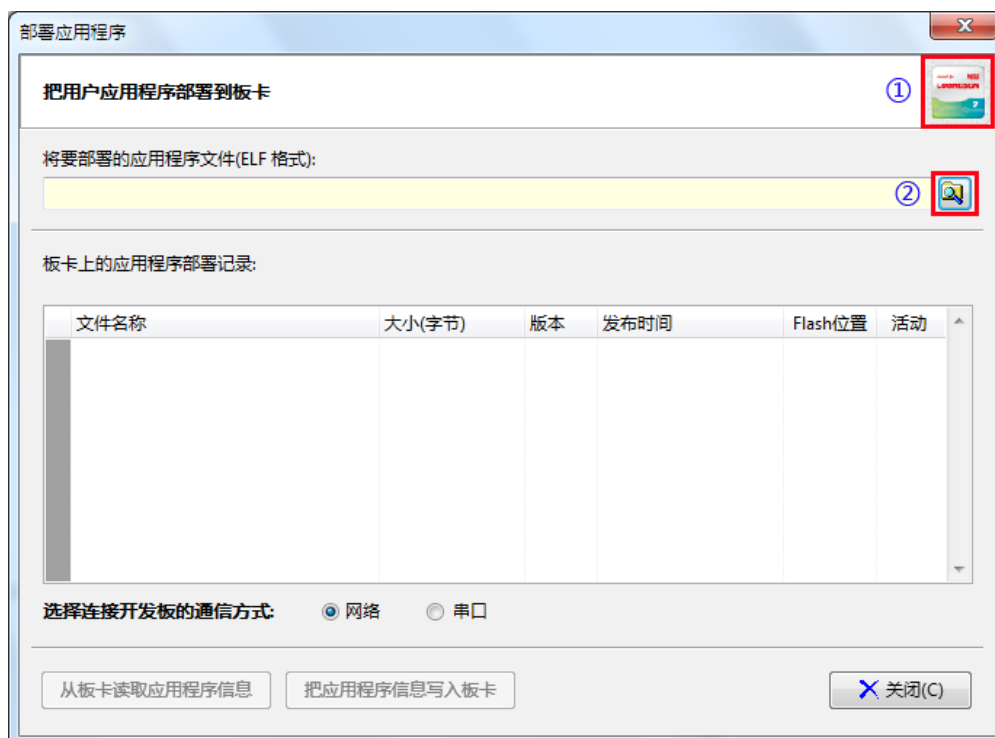 部署应用程序
把用户应用程序部署到板卡 ①
LOONGSON
将要部署的应用程序文件(ELF 格式):
②
板卡上的应用程序部署记录:
文件名称 大小(字节) 版本 发布时间 Flash位置 活动
选择连接开发板的通信方式: 网络 串口
从板卡读取应用程序信息 把应用程序信息写入板卡 关闭(C)